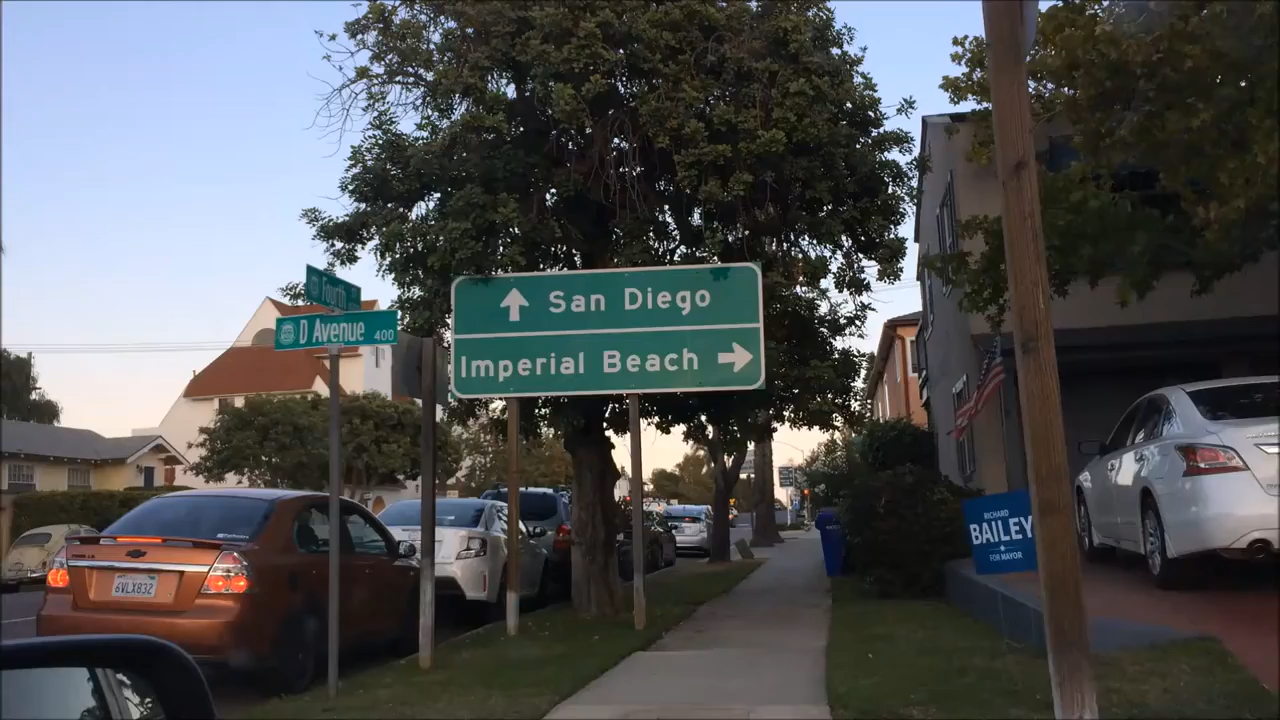 Fourth
D Avenue 400
San Diego
Imperial Beach
6VLX832
RICHARD
BAILEY
FOR MAYOR